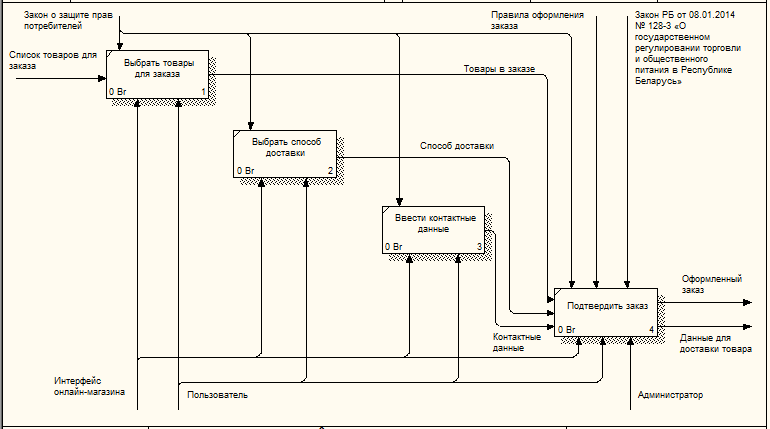 Закон о защите прав
потребителей
Правила оформления
заказа
Закон РБ от 08.01.2014
№ 128-3 «О
государственном
регулировании торговли
и общественного
питания в Республике
Беларусь»
Список товаров для
заказа
Выбрать товары
для заказа
0 Br 1
Товары в заказе
Выбрать способ
доставки
0 Br 2
Способ доставки
Ввести контактные
данные
0 Br 3
Подтвердить заказ
0 Br 4
Оформленный
заказ
Контактные
данные
Данные для
доставки товара
Интерфейс
онлайн-магазина
Пользователь
Администратор